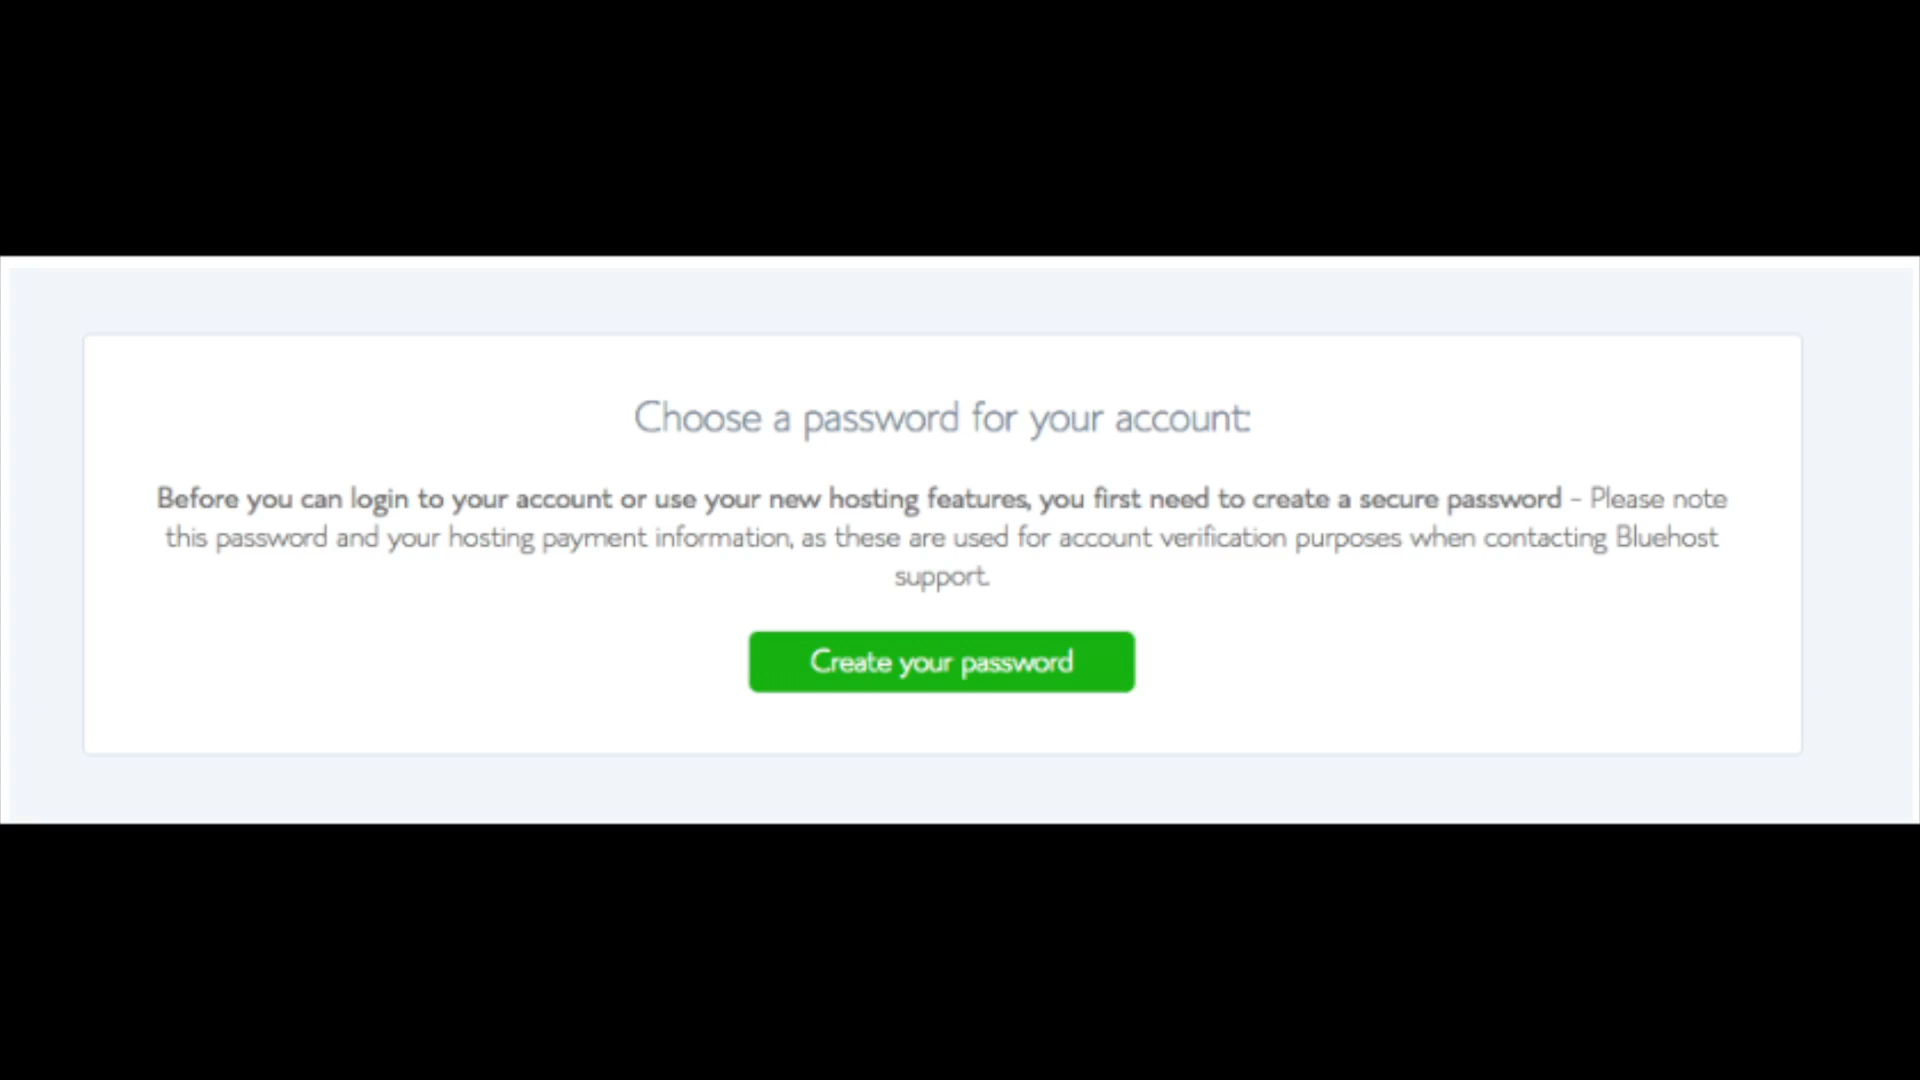 Choose a password for your account:
Before you can login to your account or use your new hosting features, you first need to create a secure password - Please note
this password and your hosting payment information, as these are used for account verification purposes when contacting Bluehost
support.
Create your password